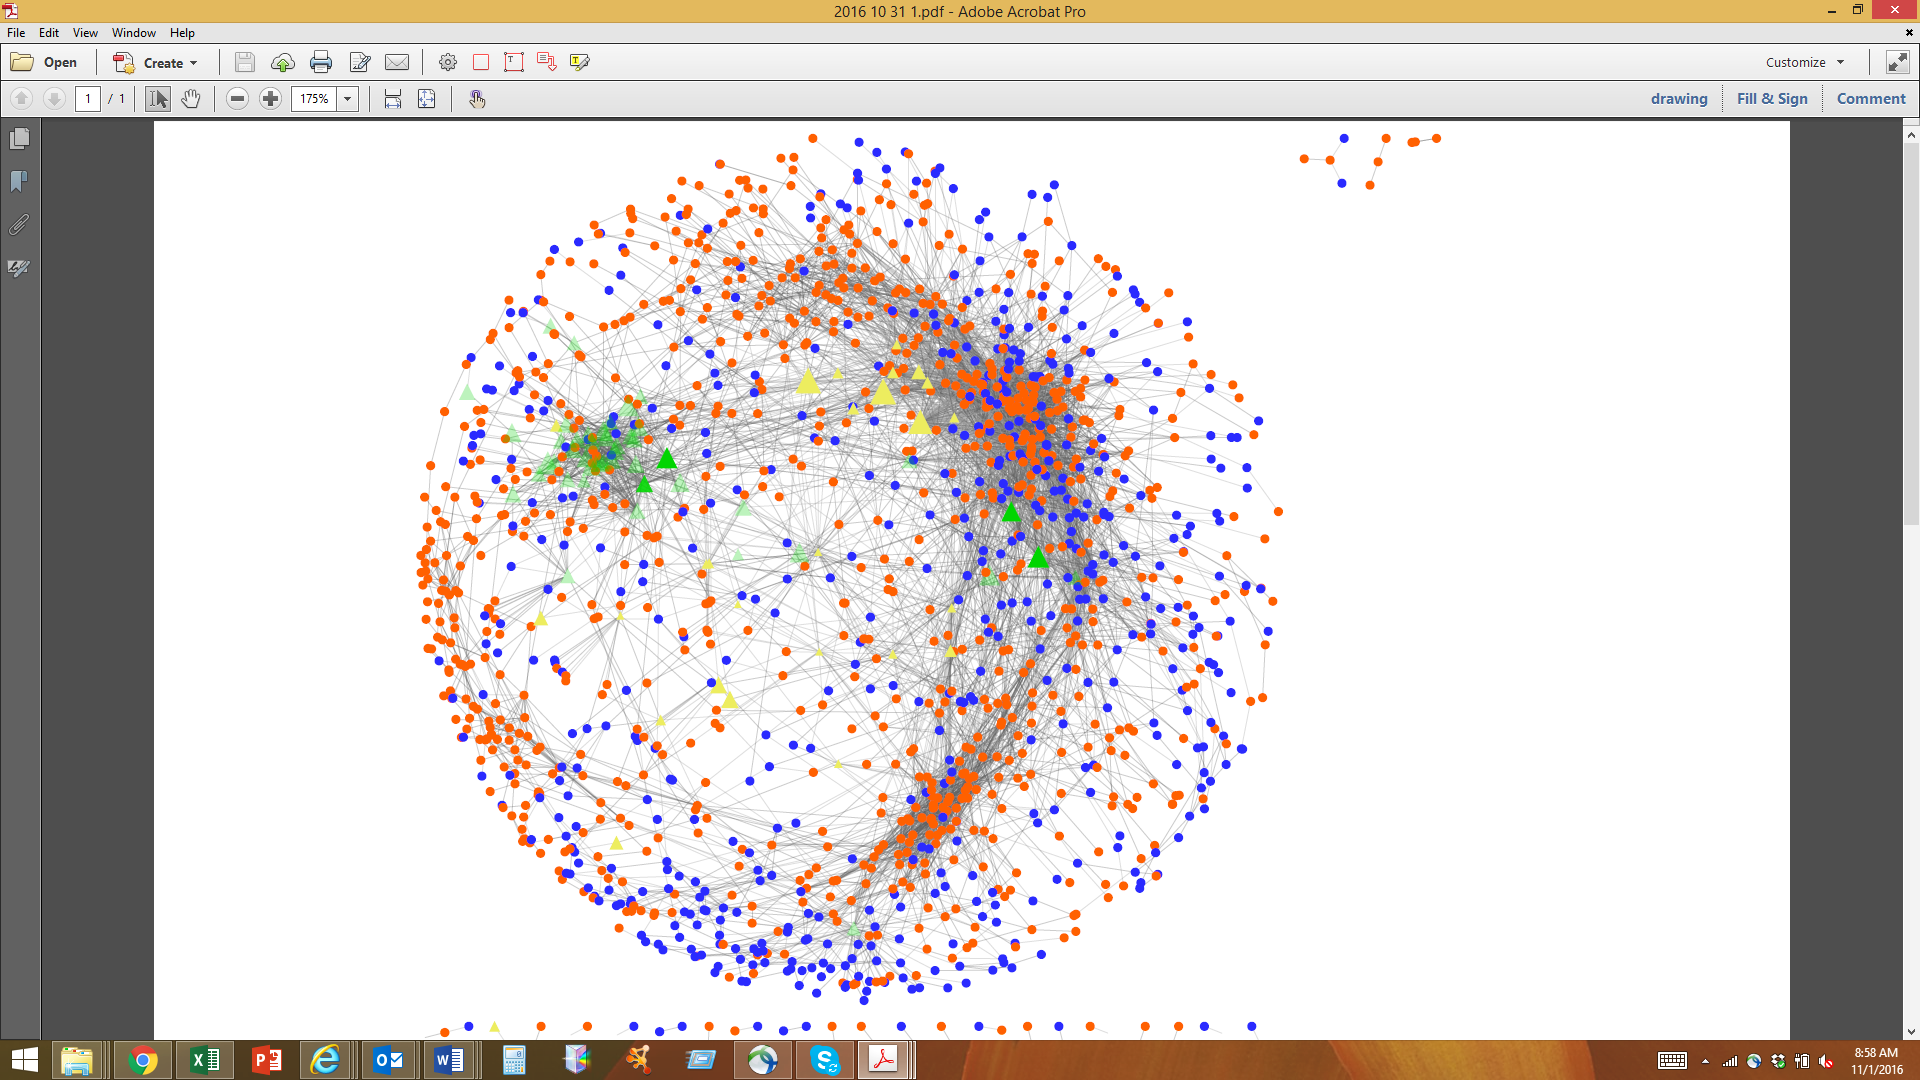 2016 10 31 1.pdf - Adobe Acrobat Pro
File Edit View Window Help
Open Create Customize
1 / 1 175% drawing Fill & Sign Comment
8:58 AM
11/1/2016